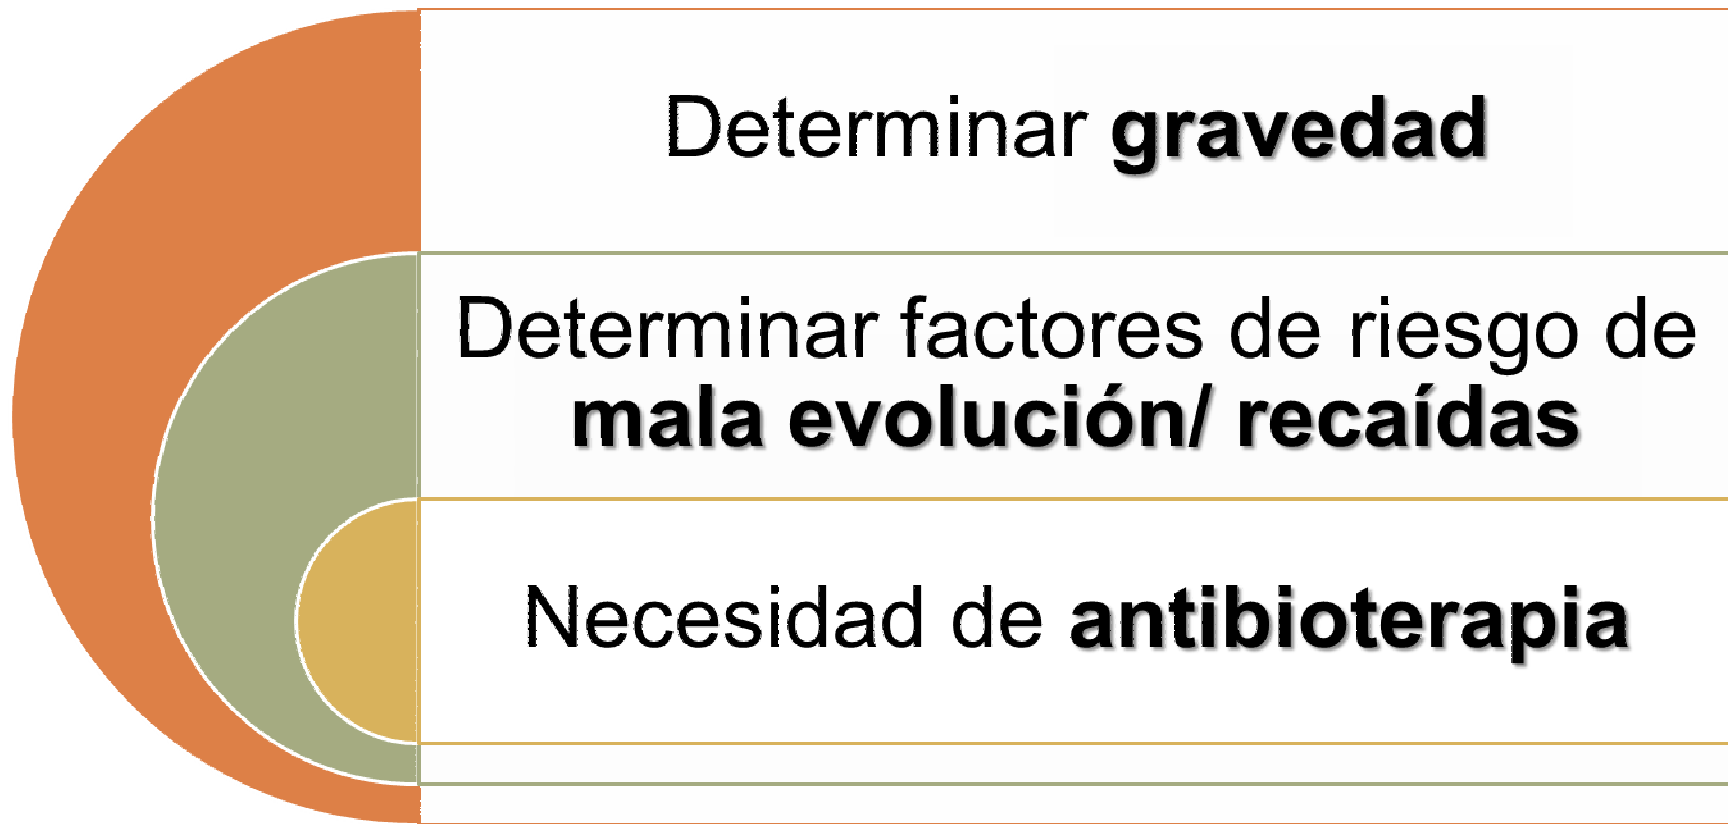 Determinar gravedad
Determinar factores de riesgo de
mala evolución/ recaídas
Necesidad de antibioterapia